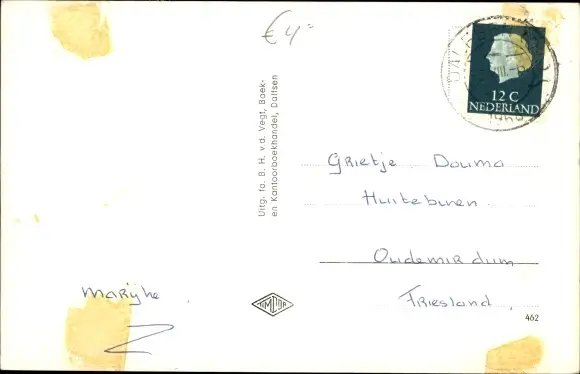 € 4=
12 C
NEDERLAND
Uitg. fa. B. H. v.d. Vegt, Boek-
en Kantoorboekhandel, Dalfsen
Grietje Douma
Huiteburen
Oudemirdum
Friesland.
Marijke
462